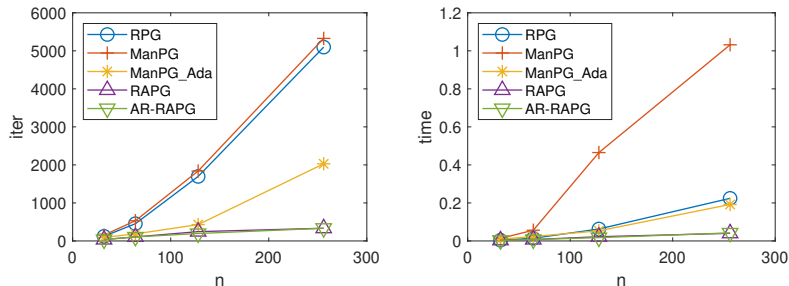 6000
5000
4000
3000
2000
1000
0
iter
0
100
200
300
n
RPG
ManPG
ManPG_Ada
RAPG
AR-RAPG
1.2
1
0.8
0.6
0.4
0.2
0
time
0
100
200
300
n
RPG
ManPG
ManPG_Ada
RAPG
AR-RAPG